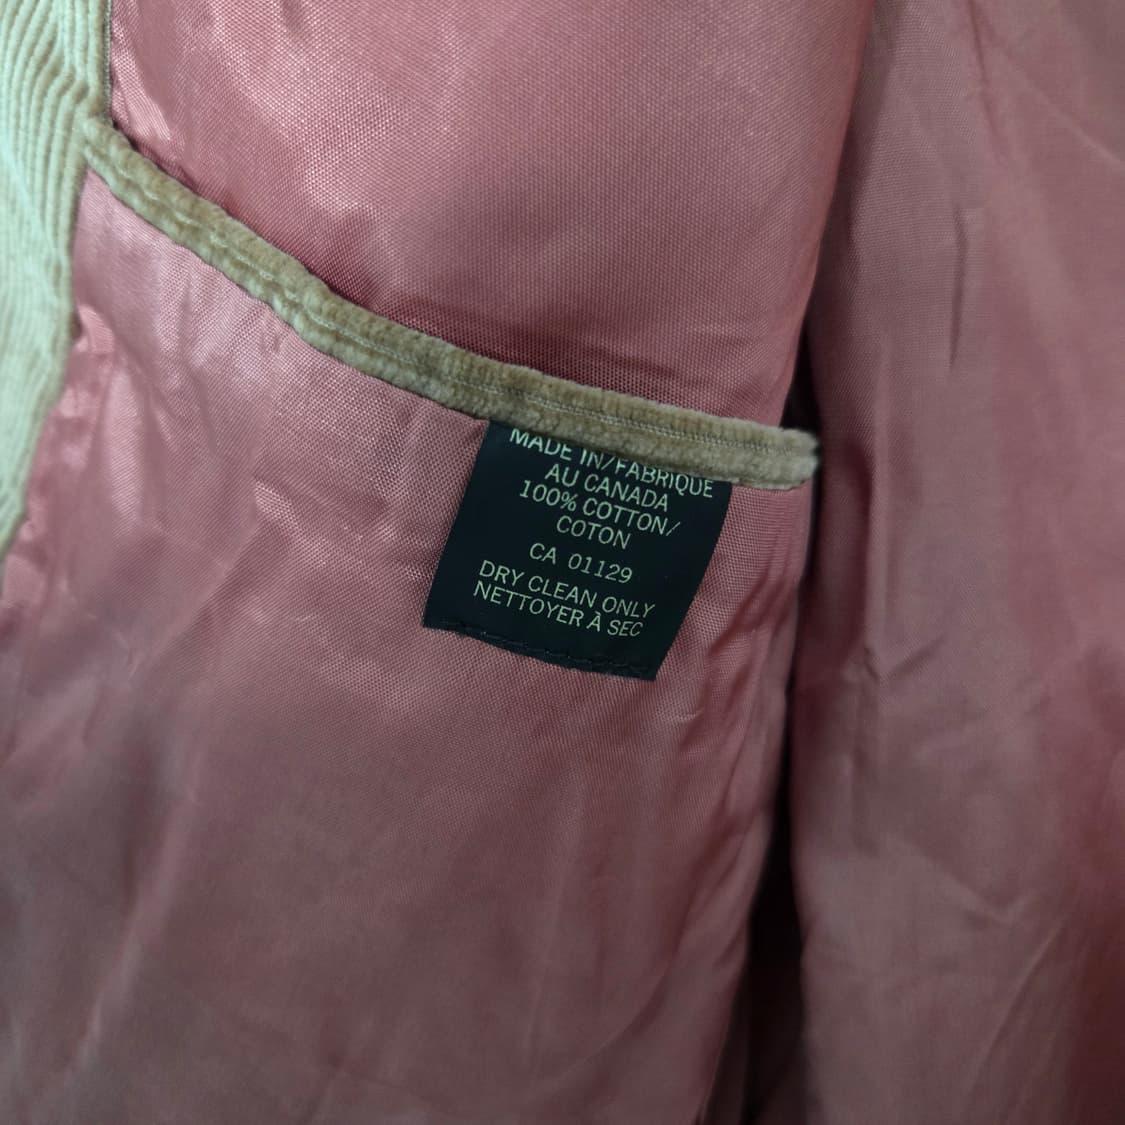 MADE IN/FABRIQUE
AU CANADA
100% COTTON/
COTON
CA 01129
DRY CLEAN ONLY
NETTOYER À SEC